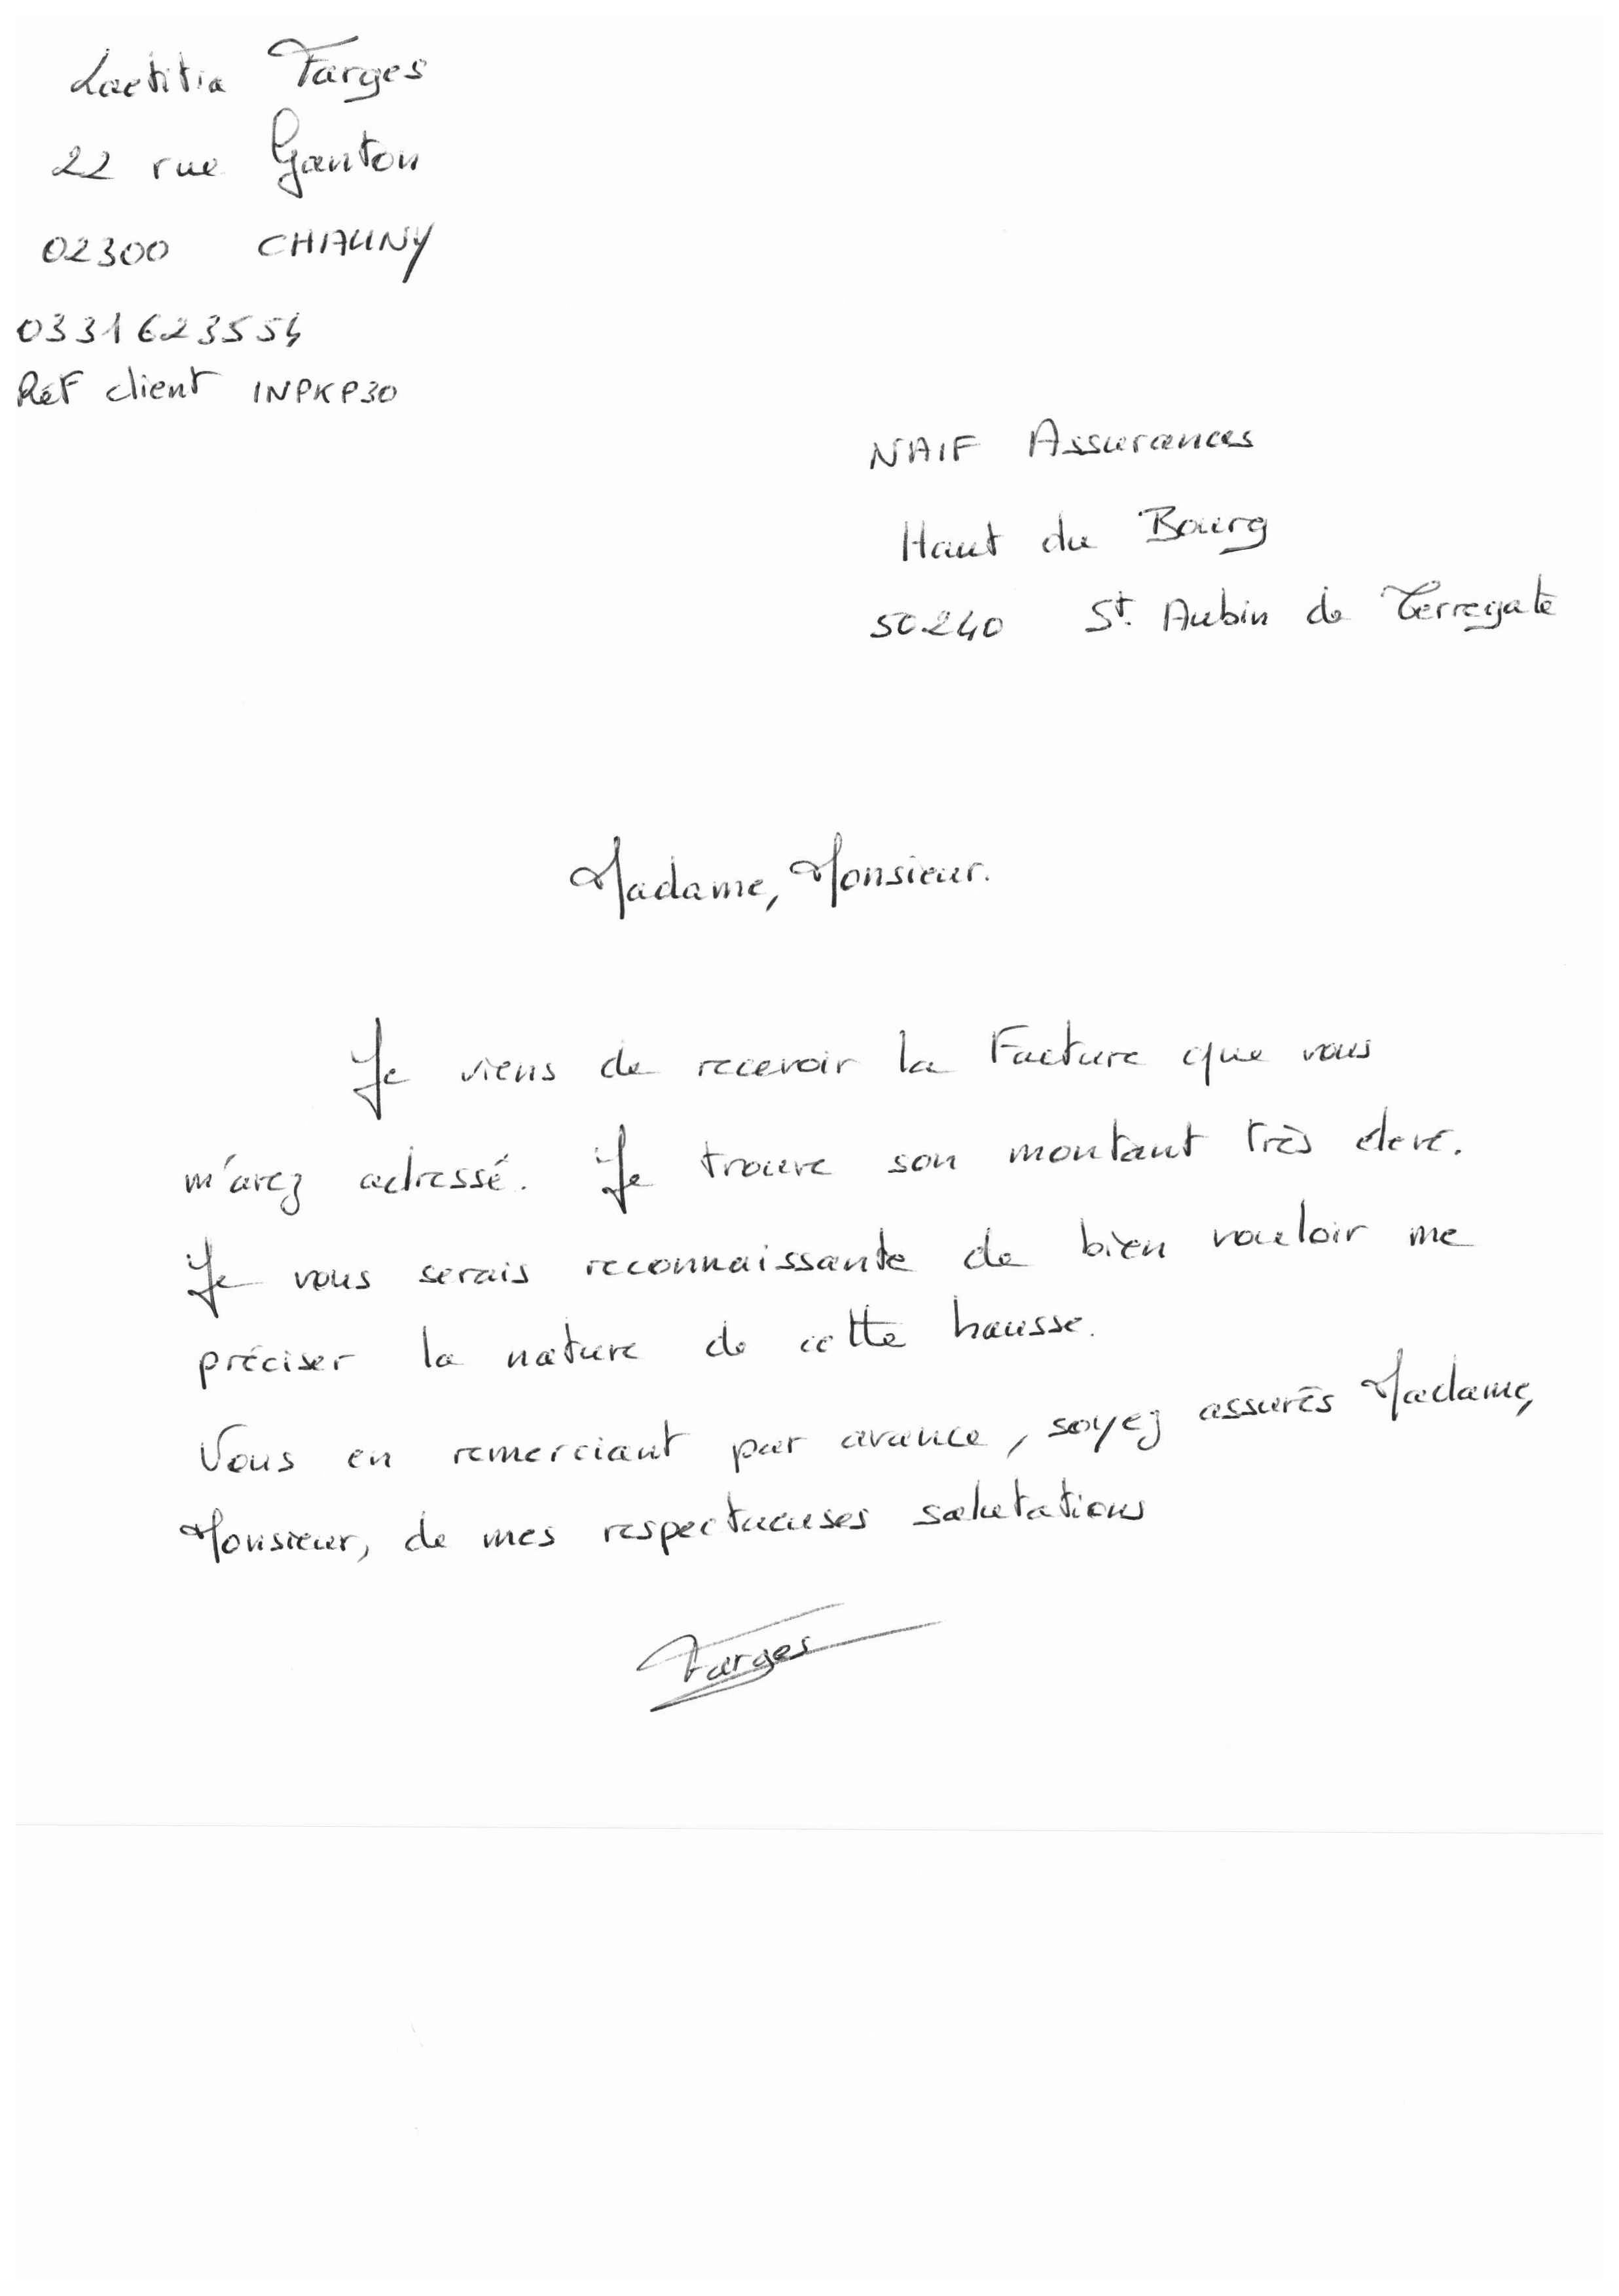 Laetitia Farges
22 rue Ganton
02300 CHAUNY
0331623554
Réf client INPKP30
NAIF Assurances
Haut du Bourg
50240 St. Aubin de Terregate
Madame, Monsieur.
Je viens de recevoir la Facture que vous
m'avez adressé. Je trouve son montant très élevé.
Je vous serais reconnaissante de bien vouloir me
préciser la nature de cette hausse.
Vous en remerciant par avance, soyez assurés Madame,
Monsieur, de mes respectueuses salutations
Farges